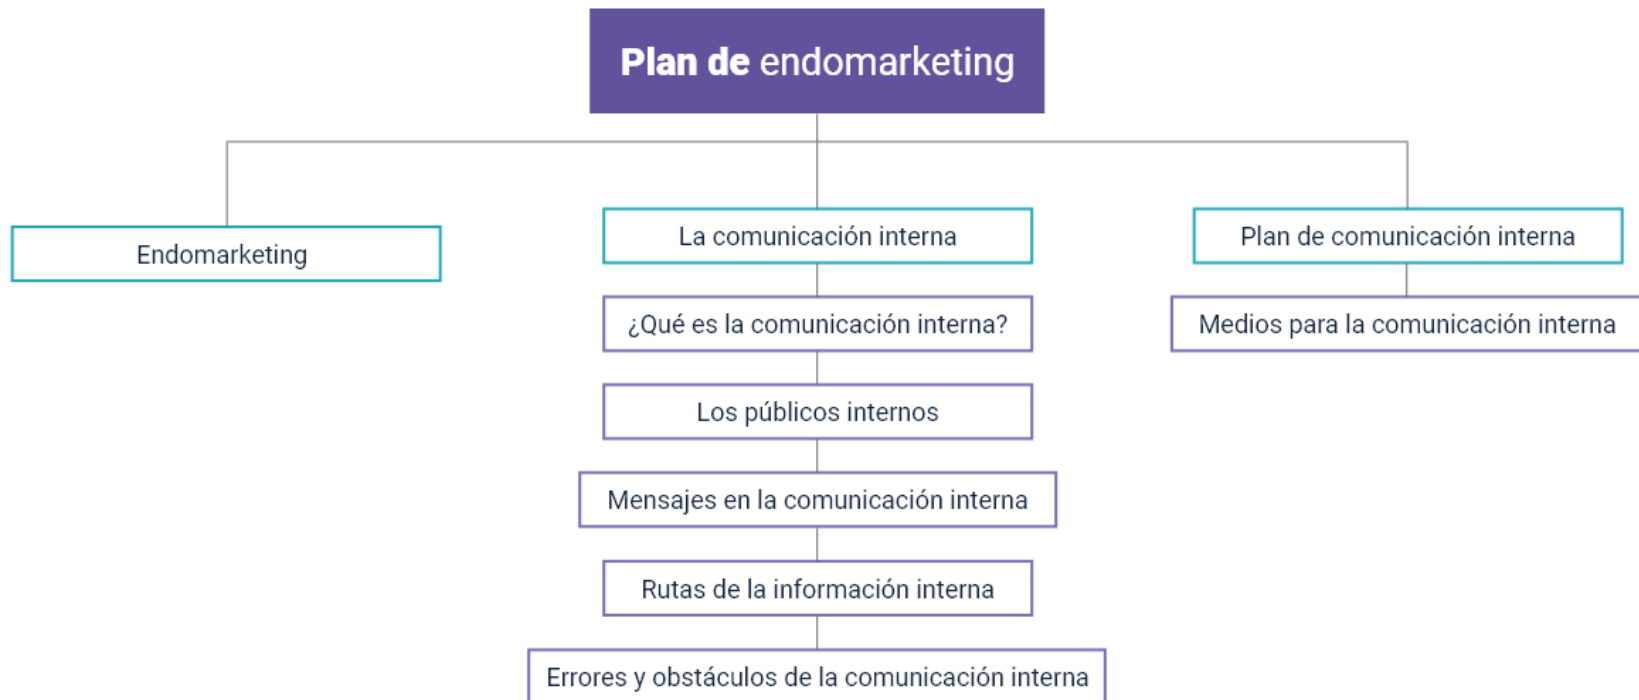 Plan de endomarketing
Endomarketing
La comunicación interna
¿Qué es la comunicación interna?
Los públicos internos
Mensajes en la comunicación interna
Rutas de la información interna
Errores y obstáculos de la comunicación interna
Plan de comunicación interna
Medios para la comunicación interna